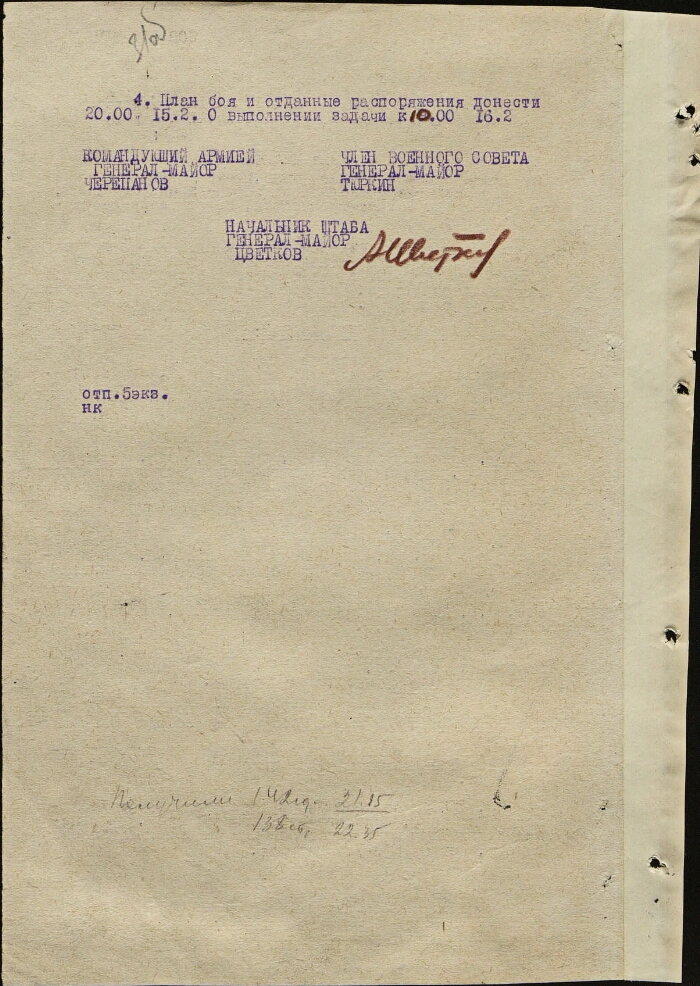 4. План боя и отданные распоряжения донести
20.00 15.2. О выполнении задачи к 10.00 16.2
КОМАНДУЮЩИЙ АРМИЕЙ ЧЛЕН ВОЕННОГО СОВЕТА
ГЕНЕРАЛ-МАЙОР ГЕНЕРАЛ-МАЙОР
ЧЕРЕПАНОВ ТЮРКИН
НАЧАЛЬНИК ШТАБА
ГЕНЕРАЛ-МАЙОР
ЦВЕТКОВ АЦветков
отп.5экз.
нк
Получили 142сд. 21.15
22.35